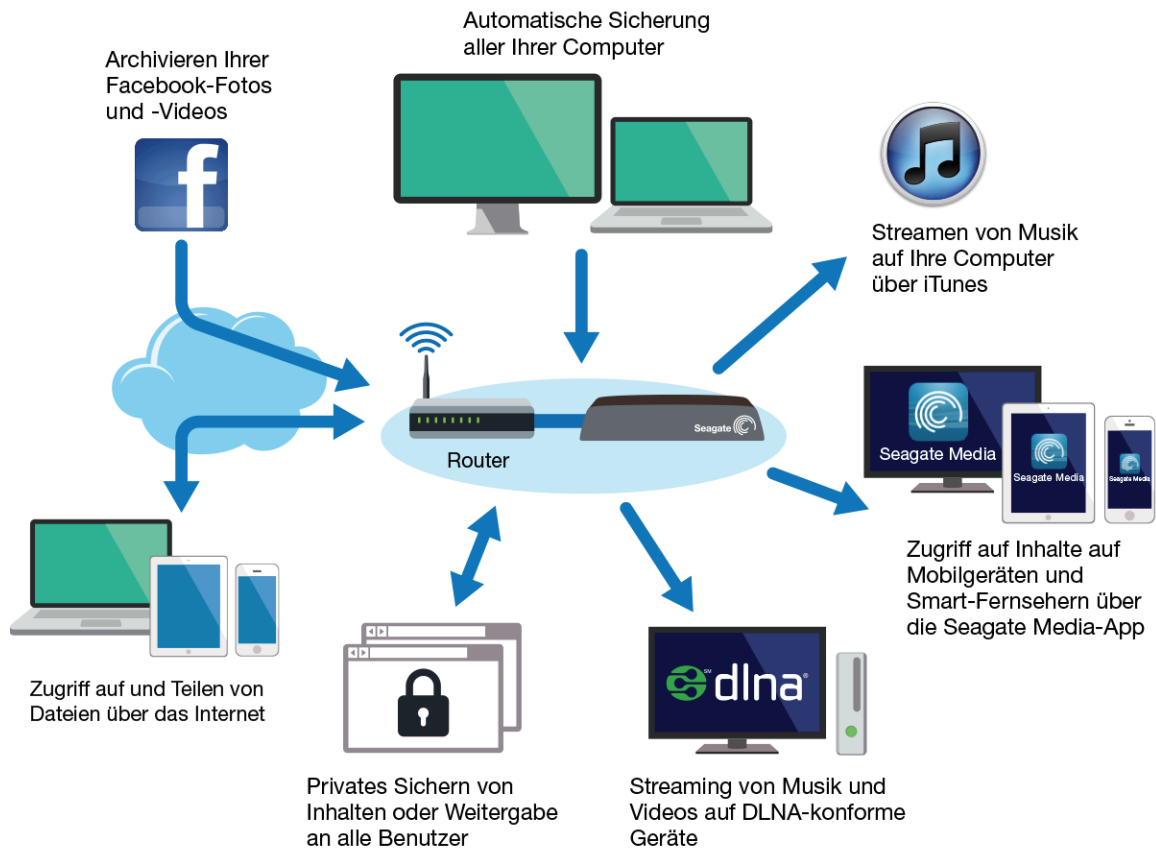 Automatische Sicherung
aller Ihrer Computer
Archivieren Ihrer
Facebook-Fotos
und -Videos
f
Streamen von Musik
auf Ihre Computer
über iTunes
Router
Seagate
Seagate Media
Seagate Media
Seagate Media
Zugriff auf Inhalte auf
Mobilgeräten und
Smart-Fernsehern über
die Seagate Media-App
Zugriff auf und Teilen von
Dateien über das Internet
Privates Sichern von
Inhalten oder Weitergabe
an alle Benutzer
SM dlna®
Streaming von Musik und
Videos auf DLNA-konforme
Geräte